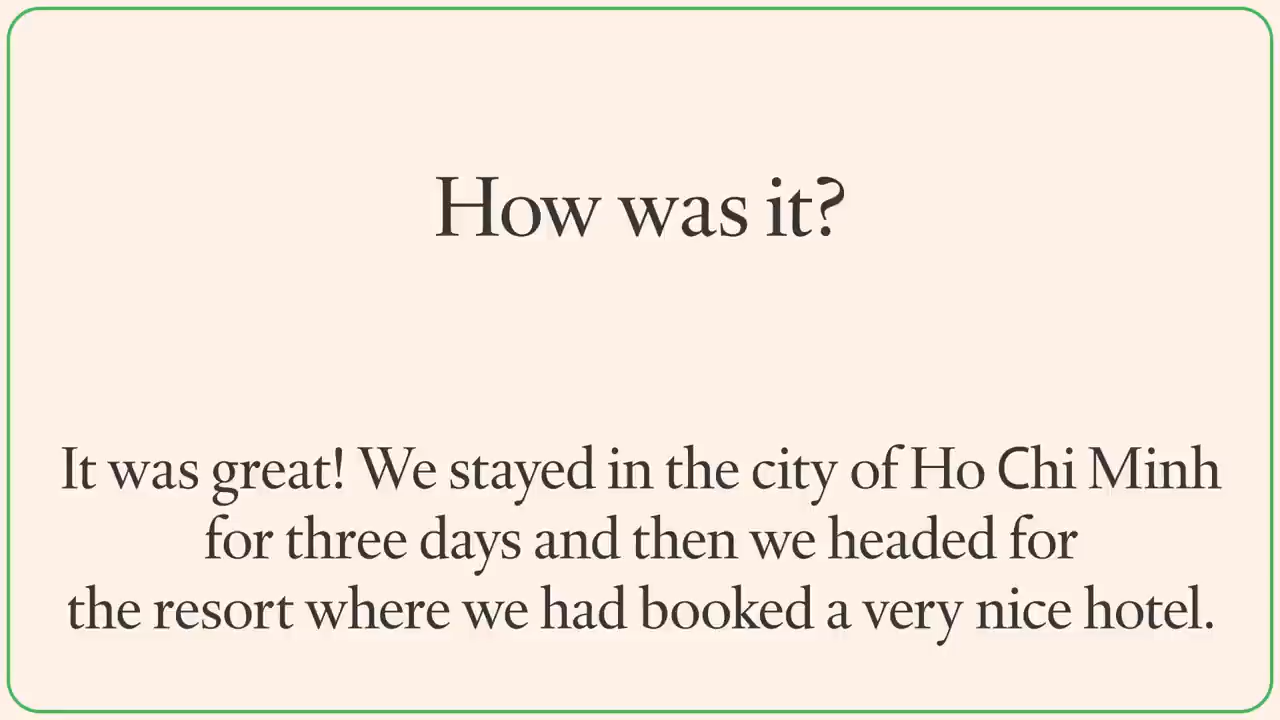 How was it?
It was great! We stayed in the city of Ho Chi Minh
for three days and then we headed for
the resort where we had booked a very nice hotel.